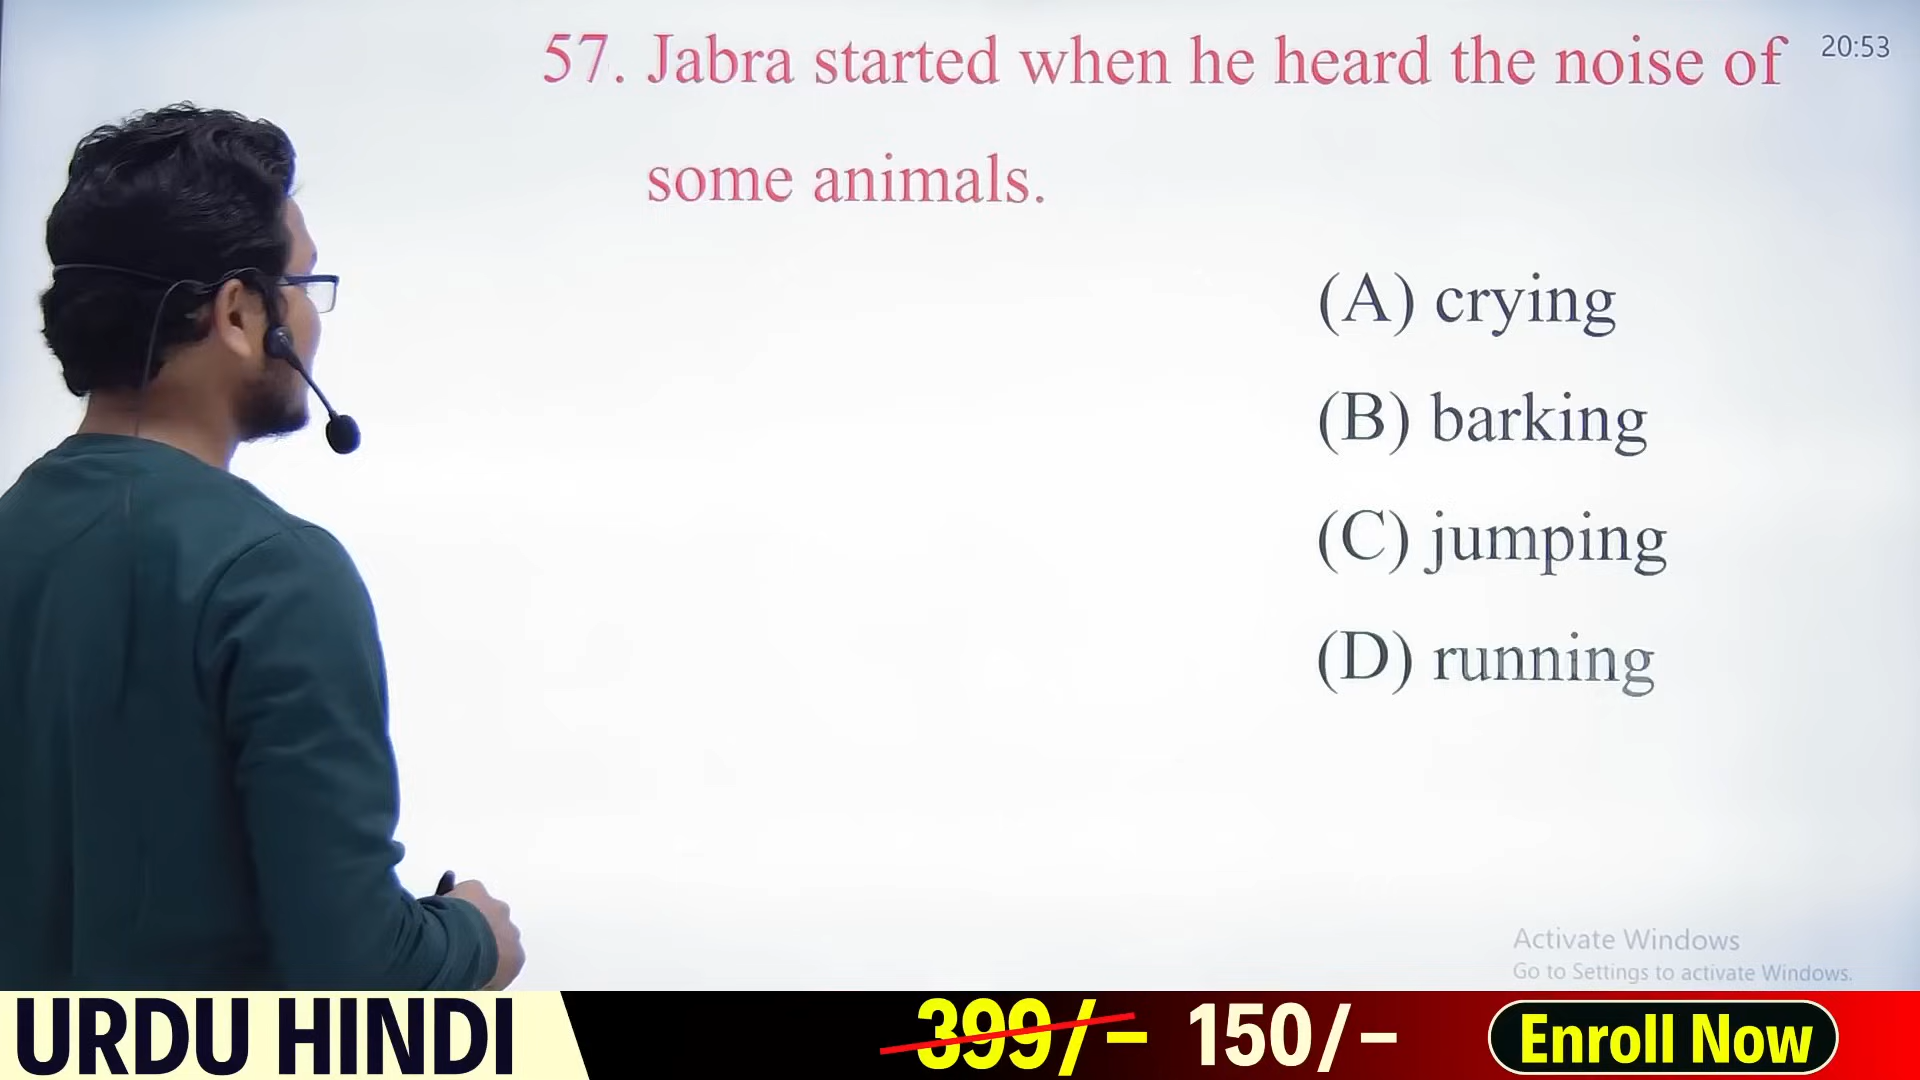 57. Jabra started when he heard the noise of
20:53
some animals.
(A) crying
(B) barking
(C) jumping
(D) running
Activate Windows
Go to Settings to activate Windows.
URDU HINDI
399/-
150/-
Enroll Now